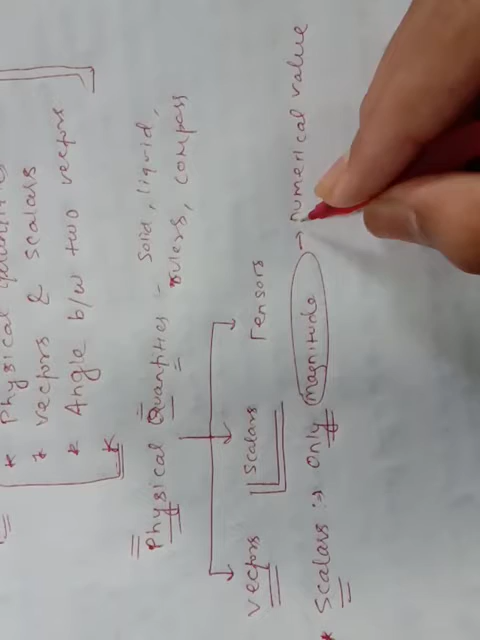 * Physical quantities
* vectors & scalars
* Angle b/w two vectors
*
Physical Quantities - Solid, liquid,
rulers, compass
vectors Scalars Tensors
* Scalars :→ Only Magnitude → numerical value